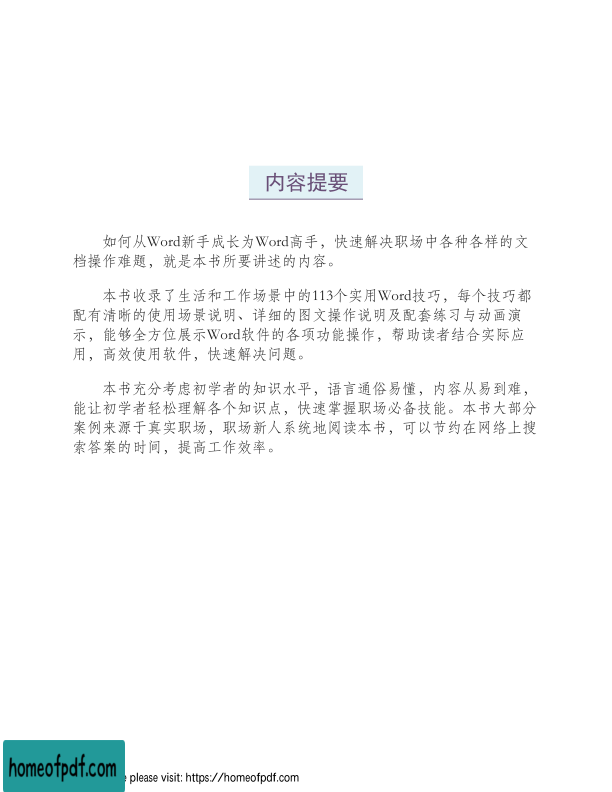 内容提要
如何从Word新手成长为Word高手，快速解决职场中各种各样的文
档操作难题，就是本书所要讲述的内容。
本书收录了生活和工作场景中的113个实用Word技巧，每个技巧都
配有清晰的使用场景说明、详细的图文操作说明及配套练习与动画演
示，能够全方位展示Word软件的各项功能操作，帮助读者结合实际应
用，高效使用软件，快速解决问题。
本书充分考虑初学者的知识水平，语言通俗易懂，内容从易到难，
能让初学者轻松理解各个知识点，快速掌握职场必备技能。本书大部分
案例来源于真实职场，职场新人系统地阅读本书，可以节约在网络上搜
索答案的时间，提高工作效率。
homeofpdf.com
please visit: https://homeofpdf.com